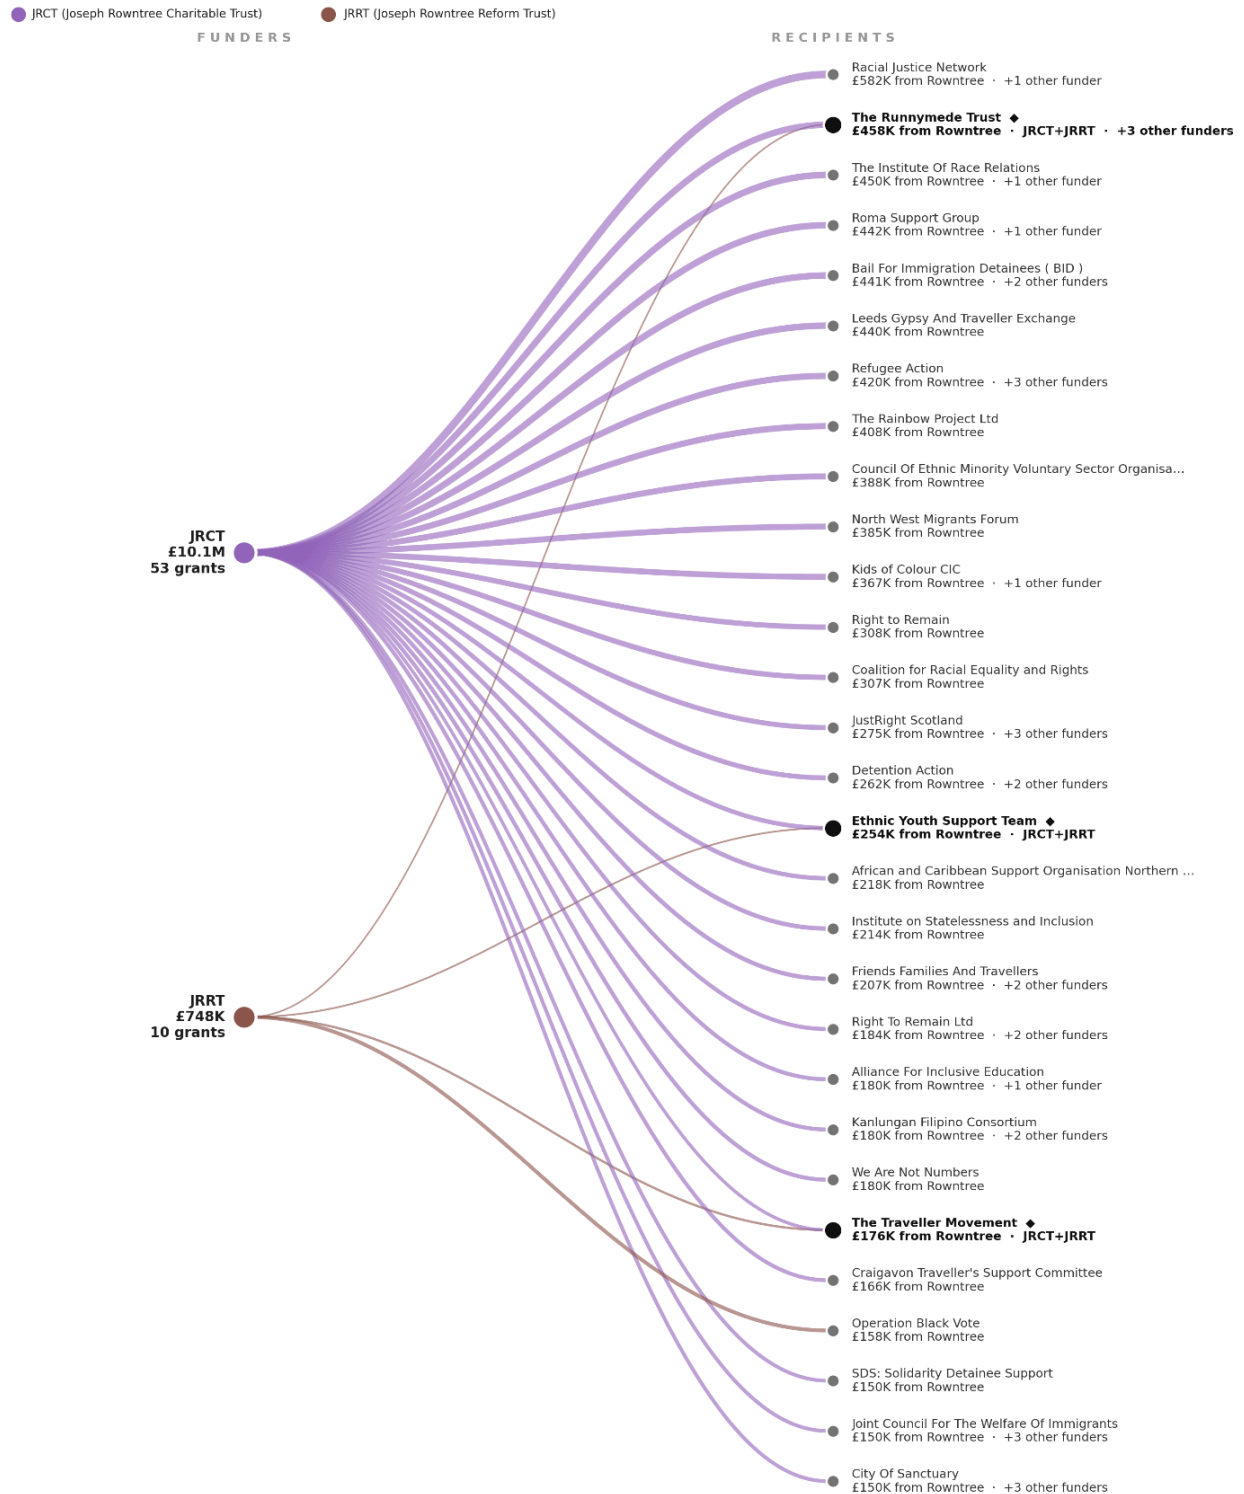 JRCT (Joseph Rowntree Charitable Trust)
JRRT (Joseph Rowntree Reform Trust)
FUNDERS
RECIPIENTS
Racial Justice Network
£582K from Rowntree · +1 other funder
The Runnymede Trust ◆
£458K from Rowntree · JRCT+JRRT · +3 other funders
The Institute Of Race Relations
£450K from Rowntree · +1 other funder
Roma Support Group
£442K from Rowntree · +1 other funder
Bail For Immigration Detainees ( BID )
£441K from Rowntree · +2 other funders
Leeds Gypsy And Traveller Exchange
£440K from Rowntree
Refugee Action
£420K from Rowntree · +3 other funders
The Rainbow Project Ltd
£408K from Rowntree
Council Of Ethnic Minority Voluntary Sector Organisa...
£388K from Rowntree
North West Migrants Forum
£385K from Rowntree
JRCT
£10.1M
53 grants
Kids of Colour CIC
£367K from Rowntree · +1 other funder
Right to Remain
£308K from Rowntree
Coalition for Racial Equality and Rights
£307K from Rowntree
JustRight Scotland
£275K from Rowntree · +3 other funders
Detention Action
£262K from Rowntree · +2 other funders
Ethnic Youth Support Team ◆
£254K from Rowntree · JRCT+JRRT
African and Caribbean Support Organisation Northern ...
£218K from Rowntree
Institute on Statelessness and Inclusion
£214K from Rowntree
Friends Families And Travellers
£207K from Rowntree · +2 other funders
JRRT
£748K
10 grants
Right To Remain Ltd
£184K from Rowntree · +2 other funders
Alliance For Inclusive Education
£180K from Rowntree · +1 other funder
Kanlungan Filipino Consortium
£180K from Rowntree · +2 other funders
We Are Not Numbers
£180K from Rowntree
The Traveller Movement ◆
£176K from Rowntree · JRCT+JRRT
Craigavon Traveller's Support Committee
£166K from Rowntree
Operation Black Vote
£158K from Rowntree
SDS: Solidarity Detainee Support
£150K from Rowntree
Joint Council For The Welfare Of Immigrants
£150K from Rowntree · +3 other funders
City Of Sanctuary
£150K from Rowntree · +3 other funders